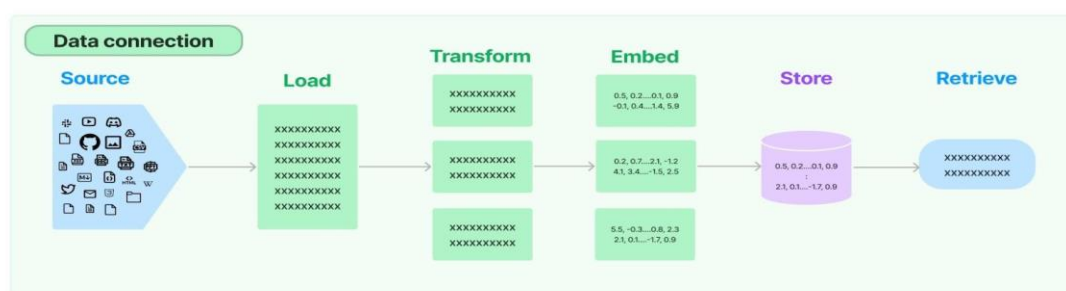 Data connection
Source
Load
Transform
Embed
Store
Retrieve
XXXXXXXXXX
XXXXXXXXXX
XXXXXXXXXX
XXXXXXXXXX
XXXXXXXXXX
XXXXXXXXXX
XXXXXXXXXX
XXXXXXXXXX
XXXXXXXXXX
XXXXXXXXXX
XXXXXXXXXX
XXXXXXXXXX
0.5, 0.2....0.1, 0.9
-0.1, 0.4....1.4, 5.9
0.2, 0.7....2.1, -1.2
4.1, 3.4....-1.5, 2.5
5.5, -0.3....0.8, 2.3
2.1, 0.1....-1.7, 0.9
0.5, 0.2....0.1, 0.9
:
2.1, 0.1....-1.7, 0.9
XXXXXXXXXX
XXXXXXXXXX